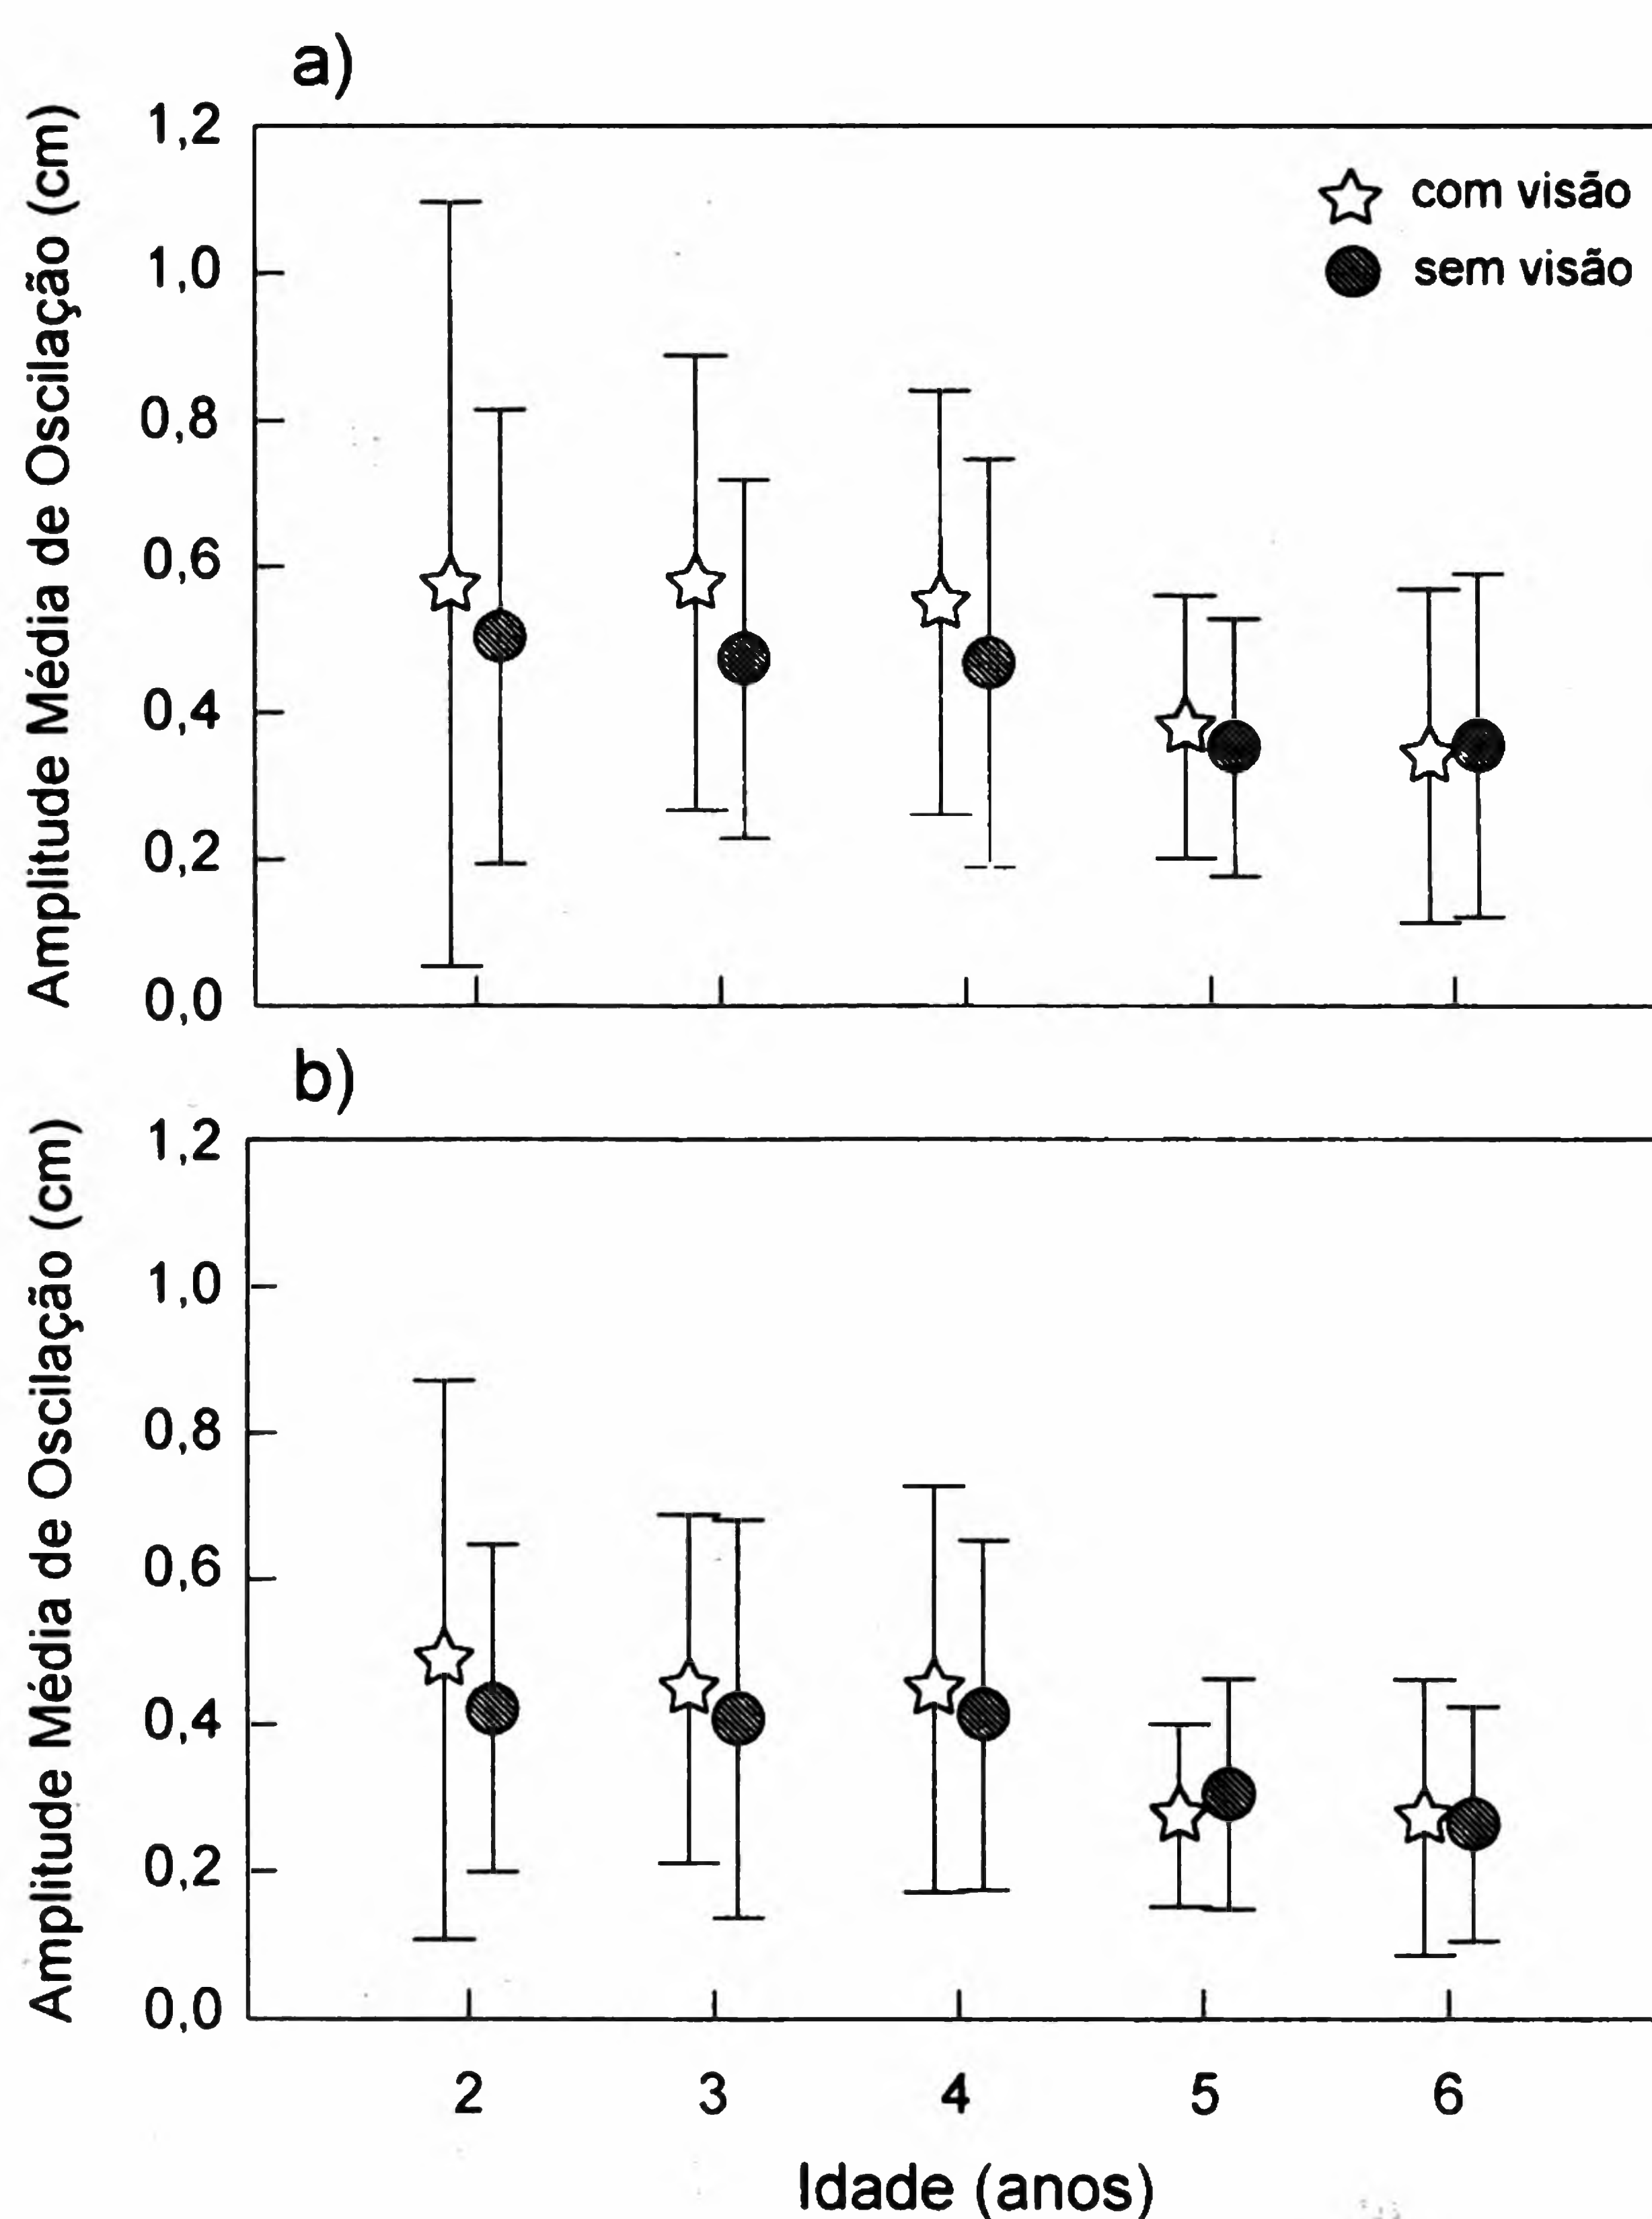 a)
Amplitude Média de Oscilação (cm)
1,2
1,0
0,8
0,6
0,4
0,2
0,0
com visão
sem visão
b)
Amplitude Média de Oscilação (cm)
1,2
1,0
0,8
0,6
0,4
0,2
0,0
2 3 4 5 6
Idade (anos)